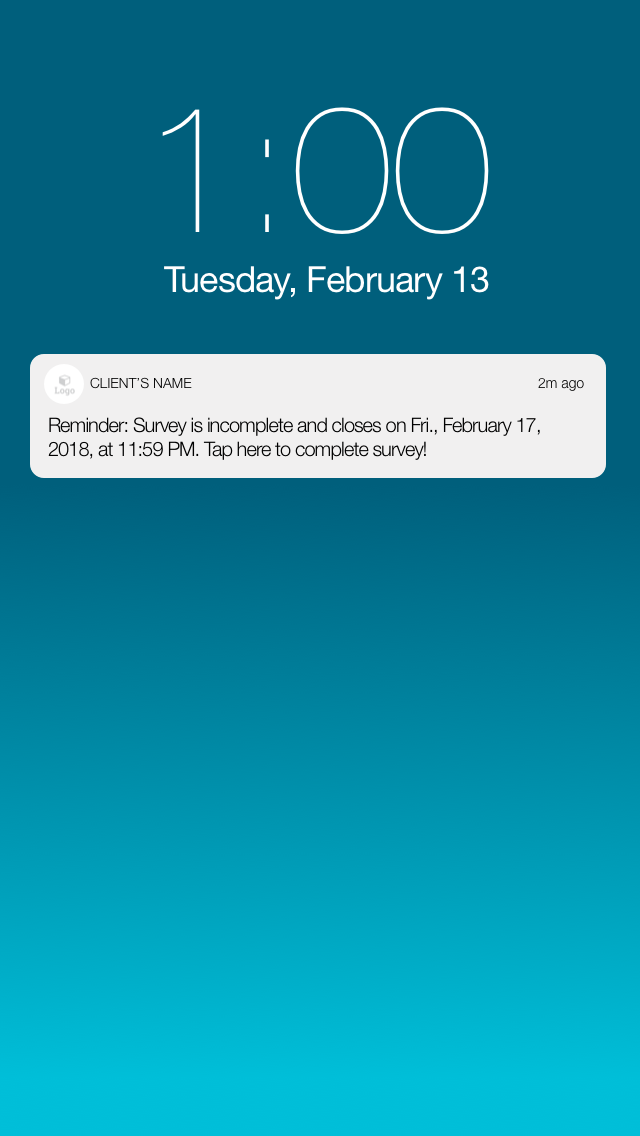 1:00
Tuesday, February 13
Logo
CLIENT'S NAME
2m ago
Reminder: Survey is incomplete and closes on Fri., February 17,
2018, at 11:59 PM. Tap here to complete survey!